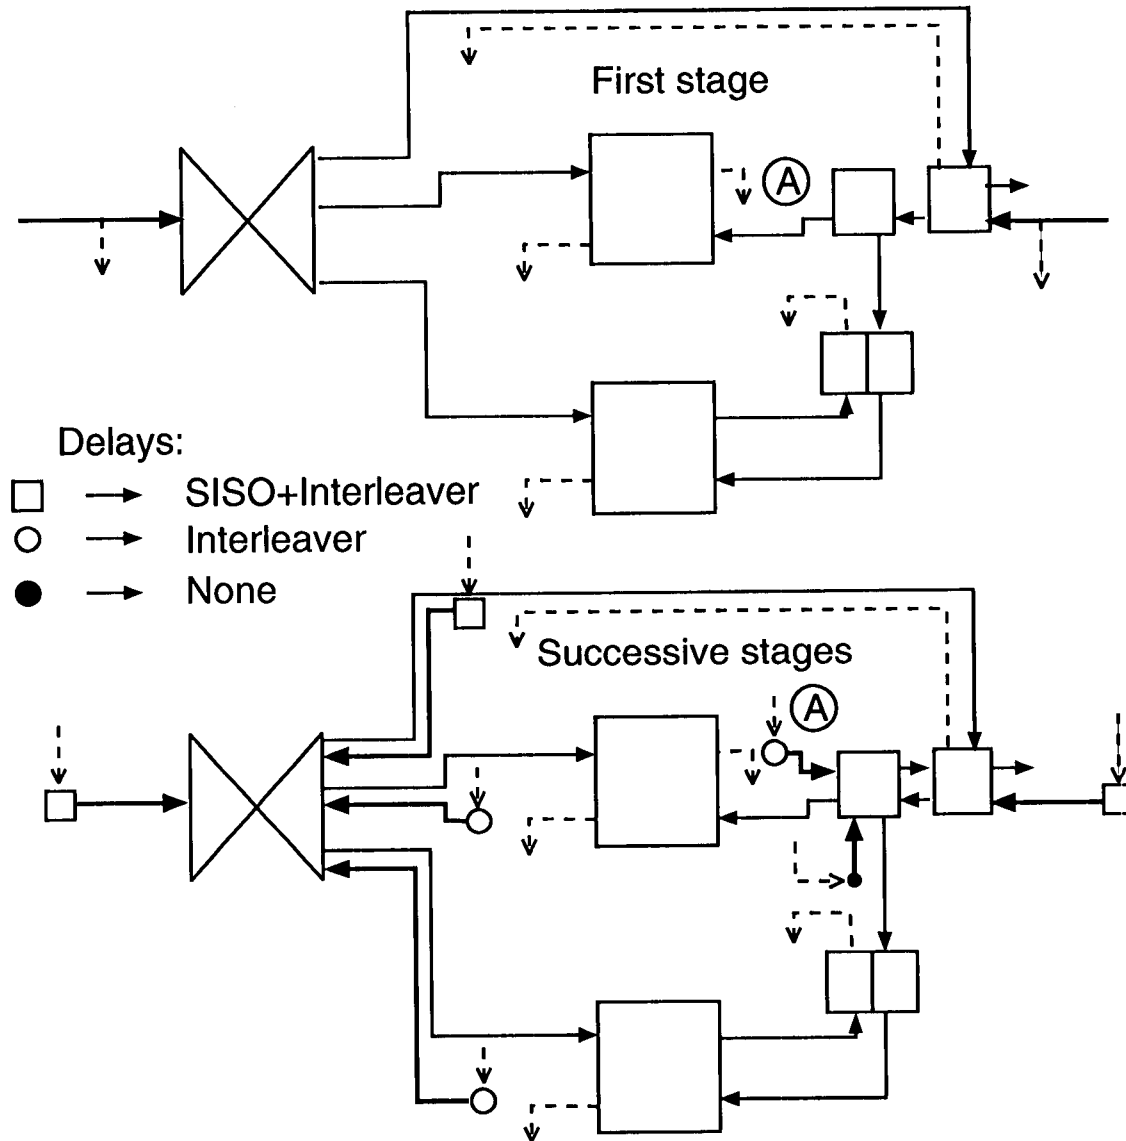 First stage
A
Delays:
SISO+Interleaver
Interleaver
None
Successive stages
A